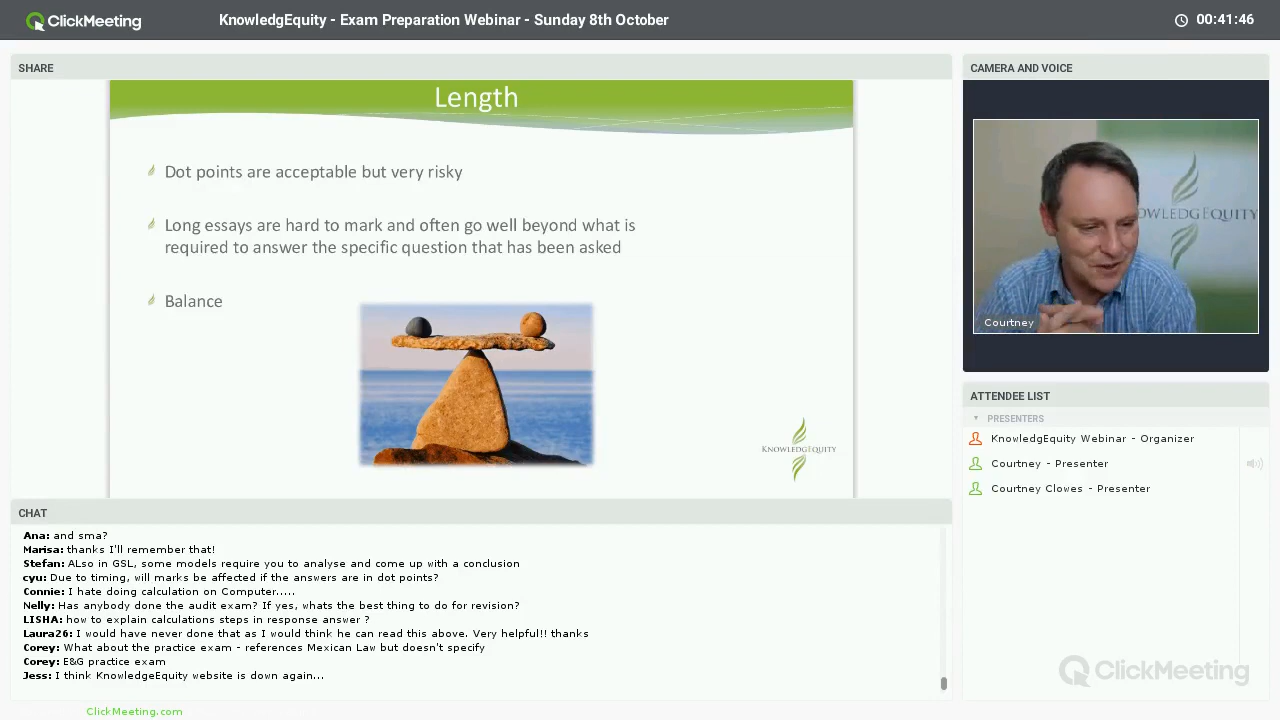 ClickMeeting
KnowledgEquity - Exam Preparation Webinar - Sunday 8th October
00:41:46
SHARE
Length
Dot points are acceptable but very risky
Long essays are hard to mark and often go well beyond what is
required to answer the specific question that has been asked
Balance
KNOWLEDGEQUITY
CAMERA AND VOICE
OWLEDGEQUITY
Courtney
ATTENDEE LIST
PRESENTERS
KnowledgEquity Webinar - Organizer
Courtney - Presenter
Courtney Clowes - Presenter
CHAT
Ana: and sma?
Marisa: thanks I'll remember that!
Stefan: ALso in GSL, some models require you to analyse and come up with a conclusion
cyu: Due to timing, will marks be affected if the answers are in dot points?
Connie: I hate doing calculation on Computer.....
Nelly: Has anybody done the audit exam? If yes, whats the best thing to do for revision?
LISHA: how to explain calculations steps in response answer ?
Laura26: I would have never done that as I would think he can read this above. Very helpful!! thanks
Corey: What about the practice exam - references Mexican Law but doesn't specify
Corey: E&G practice exam
Jess: I think KnowledgeEquity website is down again...
ClickMeeting
ClickMeeting.com